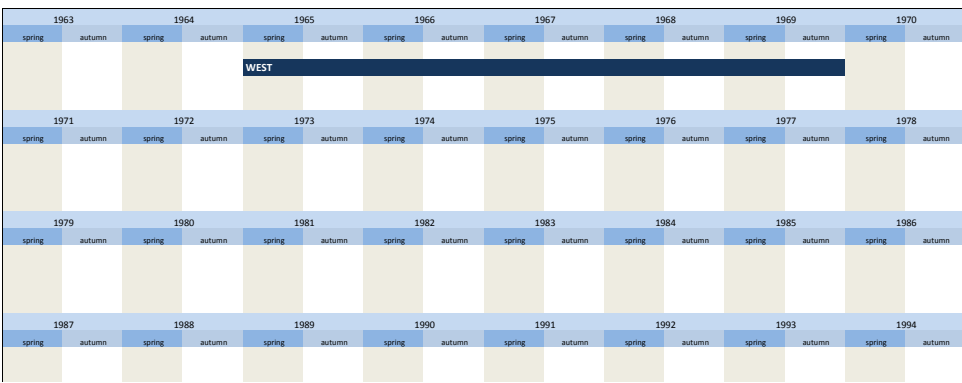 1963 1964 1965 1966 1967 1968 1969 1970
spring autumn spring autumn spring autumn spring autumn spring autumn spring autumn spring autumn spring autumn
WEST
1971 1972 1973 1974 1975 1976 1977 1978
spring autumn spring autumn spring autumn spring autumn spring autumn spring autumn spring autumn spring autumn
1979 1980 1981 1982 1983 1984 1985 1986
spring autumn spring autumn spring autumn spring autumn spring autumn spring autumn spring autumn spring autumn
1987 1988 1989 1990 1991 1992 1993 1994
spring autumn spring autumn spring autumn spring autumn spring autumn spring autumn spring autumn spring autumn